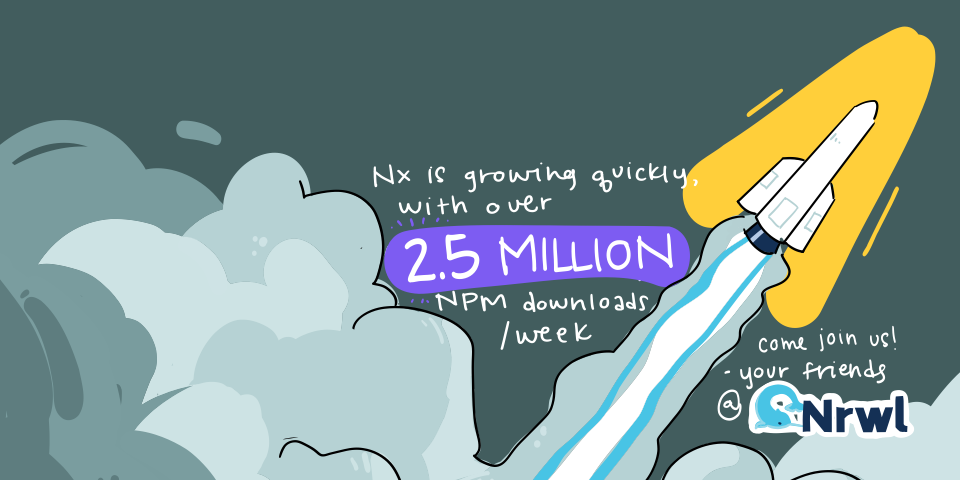 Nx is growing quickly,
with over
2.5 MILLION
NPM downloads
/week
come join us!
- your friends
@ Nrwl